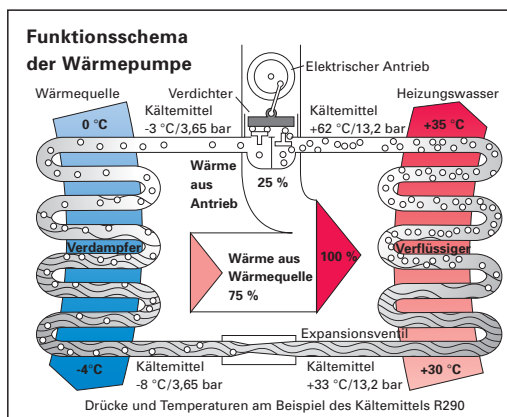 Funktionsschema
der Wärmepumpe
Elektrischer Antrieb
Wärmequelle
Verdichter
Heizungswasser
Kältemittel
-3 °C/3,65 bar
Kältemittel
+62 °C/13,2 bar
0 °C
+35 °C
Wärme
aus
Antrieb
25 %
Verdampfer
Wärme aus
Wärmequelle
75 %
100 %
Verflüssiger
Expansionsventil
-4°C
Kältemittel
-8 °C/3,65 bar
Kältemittel
+33 °C/13,2 bar
+30 °C
Drücke und Temperaturen am Beispiel des Kältemittels R290